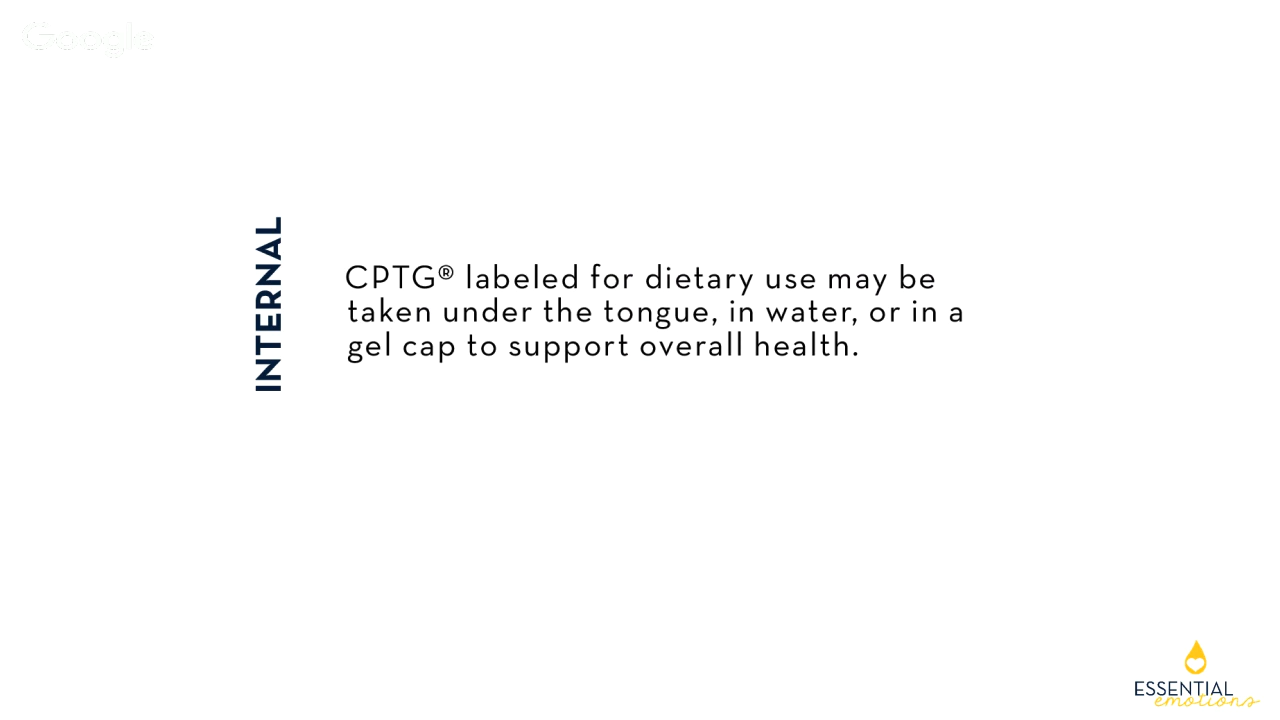 Google
INTERNAL
CPTG® labeled for dietary use may be
taken under the tongue, in water, or in a
gel cap to support overall health.
ESSENTIAL
emotions